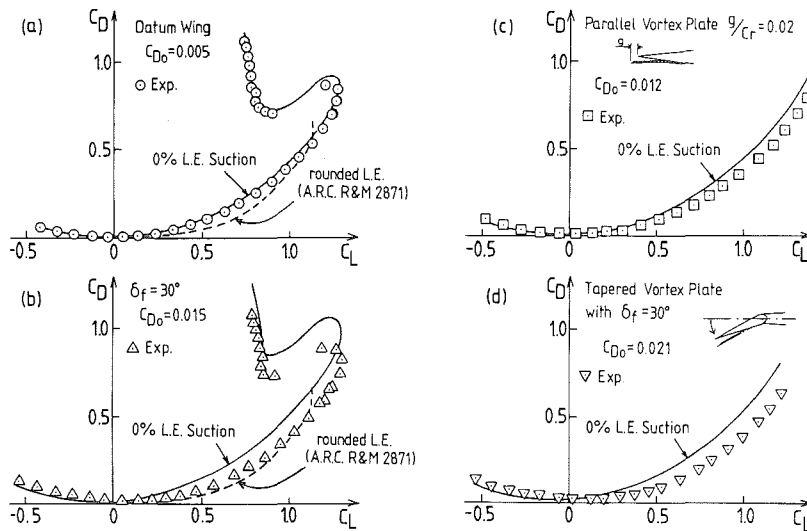 (a)
C_D
Datum Wing
C_Do=0.005
⊙ Exp.
1.0
0.5
0% L.E. Suction
rounded L.E.
(A.R.C. R&M 2871)
-0.5
0
0.5
1.0
C_L
(b)
C_D
δ_f=30°
C_Do=0.015
△ Exp.
1.0
0.5
0% L.E. Suction
rounded L.E.
(A.R.C. R&M 2871)
-0.5
0
0.5
1.0
C_L
(c)
C_D
Parallel Vortex Plate g/Cr=0.02
g
C_Do=0.012
⊡ Exp.
1.0
0.5
0% L.E. Suction
-0.5
0
0.5
1.0
C_L
(d)
C_D
Tapered Vortex Plate
with δ_f=30°
C_Do=0.021
▽ Exp.
1.0
0.5
0% L.E. Suction
-0.5
0
0.5
1.0
C_L